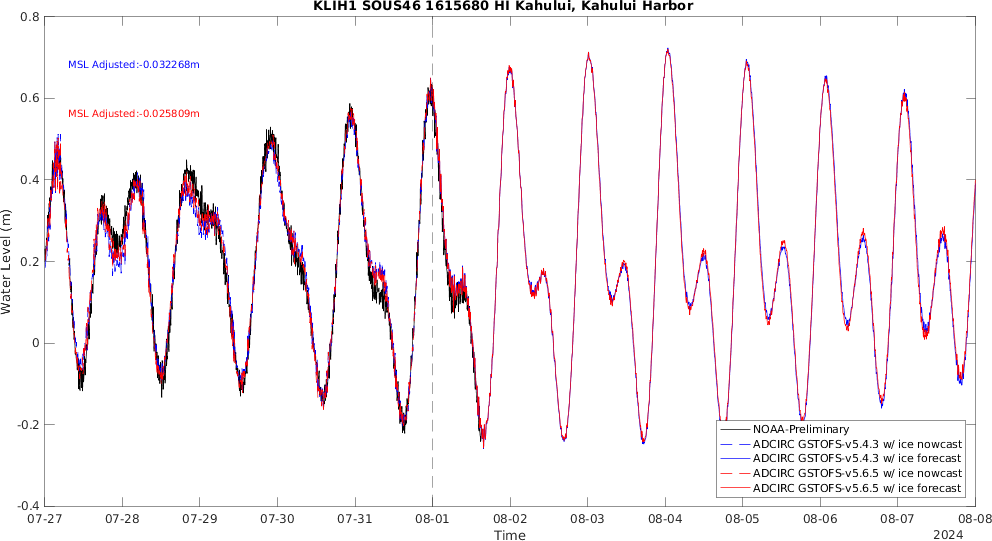 KLIH1 SOUS46 1615680 HI Kahului, Kahului Harbor
0.8
0.6
0.4
0.2
0
-0.2
-0.4
Water Level (m)
MSL Adjusted:-0.032268m
MSL Adjusted:-0.025809m
NOAA-Preliminary
ADCIRC GSTOFS-v5.4.3 w/ ice nowcast
ADCIRC GSTOFS-v5.4.3 w/ ice forecast
ADCIRC GSTOFS-v5.6.5 w/ ice nowcast
ADCIRC GSTOFS-v5.6.5 w/ ice forecast
07-27 07-28 07-29 07-30 07-31 08-01 08-02 08-03 08-04 08-05 08-06 08-07 08-08
Time
2024